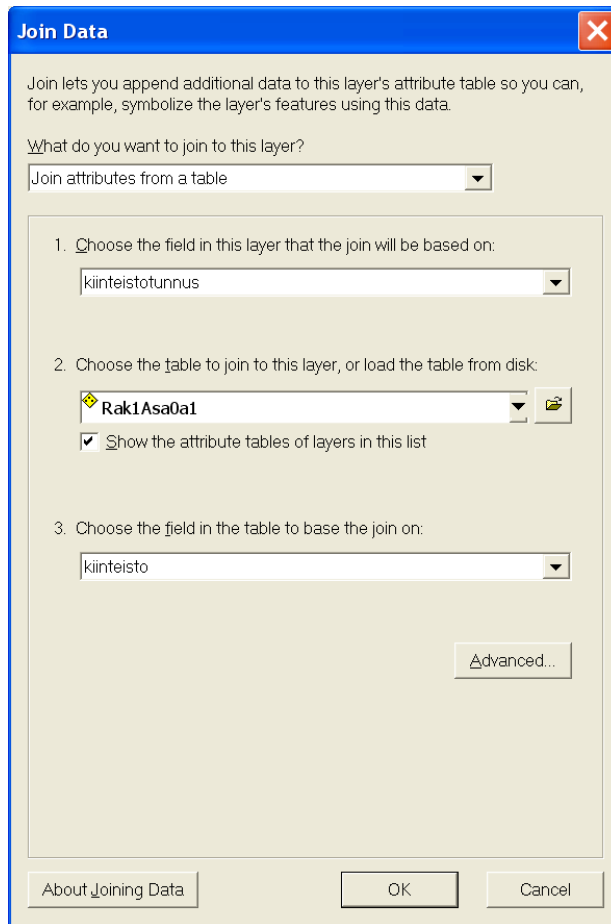 Join Data
Join lets you append additional data to this layer's attribute table so you can,
for example, symbolize the layer's features using this data.
What do you want to join to this layer?
Join attributes from a table
1. Choose the field in this layer that the join will be based on:
kiinteistotunnus
2. Choose the table to join to this layer, or load the table from disk:
Rak1Asa0a1
Show the attribute tables of layers in this list
3. Choose the field in the table to base the join on:
kiinteisto
Advanced...
About Joining Data
OK
Cancel